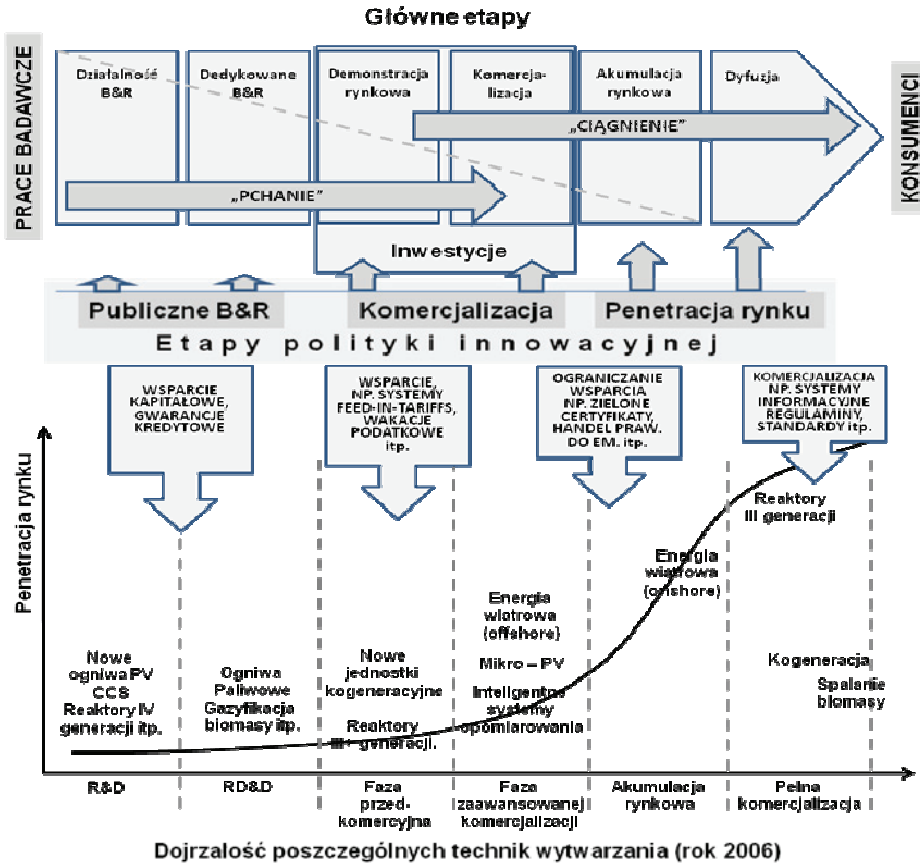 Główne etapy
PRACE BADAWCZE
Działalność
B&R
Dedykowane
B&R
Demonstracja
rynkowa
Komercja-
lizacja
Akumulacja
rynkowa
Dyfuzja
KONSUMENCI
„CIĄGNIENIE”
„PCHANIE”
Inwestycje
Publiczne B&R
Komercjalizacja
Penetracja rynku
Etapy polityki innowacyjnej
WSPARCIE
KAPITAŁOWE,
GWARANCJE
KREDYTOWE
WSPARCIE,
NP. SYSTEMY
FEED-IN-TARIFFS,
WAKACJE
PODATKOWE
itp.
OGRANICZANIE
WSPARCIA
NP. ZIELONE
CERTYFIKATY,
HANDEL PRAW.
DO EM. itp.
KOMERCJALIZACJA
NP. SYSTEMY
INFORMACYJNE
REGULAMINY,
STANDARDY itp.
Penetracja rynku
Nowe
ogniwa PV
CCS
Reaktory IV
generacji itp.
Ogniwa
Paliwowe
Gazyfikacja
biomasy itp.
Nowe
jednostki
kogeneracyjne
Reaktory
III+ generacji.
Energia
wiatrowa
(offshore)
Mikro – PV
Inteligentne
systemy
opomiarowania
Energia
wiatrowa
(onshore)
Reaktory
III generacji
Kogeneracja
Spalanie
biomasy
R&D
RD&D
Faza
przed-
komercyjna
Faza
zaawansowanej
komercjalizacji
Akumulacja
rynkowa
Pełna
komercjalizacja
Dojrzałość poszczególnych technik wytwarzania (rok 2006)